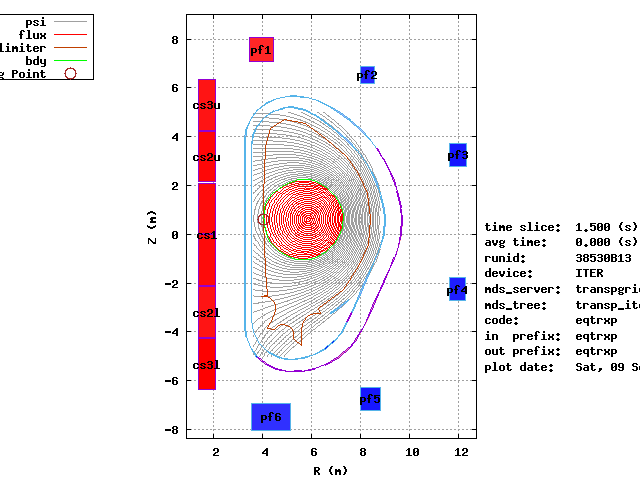 psi
flux
limiter
bdy
g Point
8
6
4
2
0
-2
-4
-6
-8
2
4
6
8
10
12
Z (m)
R (m)
pf1
pf2
pf3
pf4
pf5
pf6
cs3u
cs2u
cs1
cs2l
cs3l
time slice: 1.500 (s)
avg time: 0.000 (s)
runid: 38530B13
device: ITER
mds_server: transpgri
mds_tree: transp_it
code: eqtrxp
in prefix: eqtrxp
out prefix: eqtrxp
plot date: Sat, 09 S